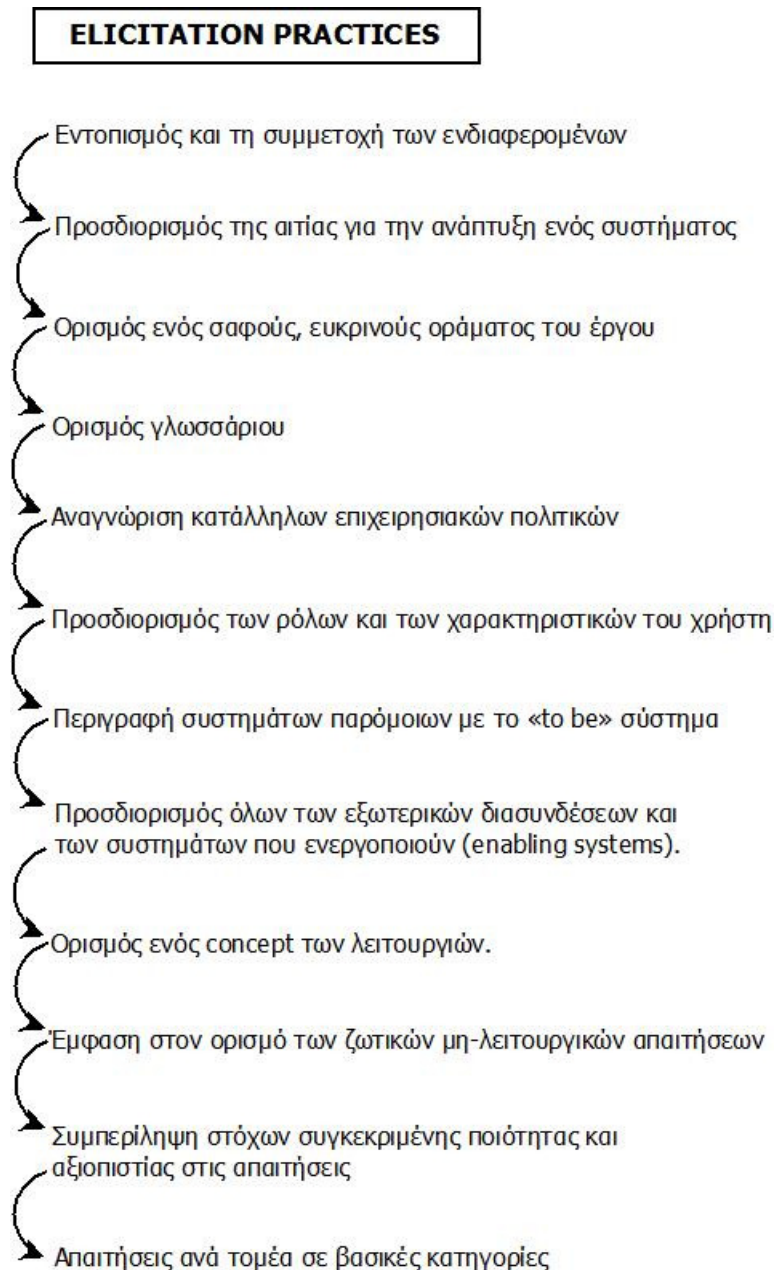 ELICITATION PRACTICES
Εντοπισμός και τη συμμετοχή των ενδιαφερομένων
Προσδιορισμός της αιτίας για την ανάπτυξη ενός συστήματος
Ορισμός ενός σαφούς, ευκρινούς οράματος του έργου
Ορισμός γλωσσάριου
Αναγνώριση κατάλληλων επιχειρησιακών πολιτικών
Προσδιορισμός των ρόλων και των χαρακτηριστικών του χρήστη
Περιγραφή συστημάτων παρόμοιων με το «to be» σύστημα
Προσδιορισμός όλων των εξωτερικών διασυνδέσεων και
των συστημάτων που ενεργοποιούν (enabling systems).
Ορισμός ενός concept των λειτουργιών.
Έμφαση στον ορισμό των ζωτικών μη-λειτουργικών απαιτήσεων
Συμπερίληψη στόχων συγκεκριμένης ποιότητας και
αξιοπιστίας στις απαιτήσεις
Απαιτήσεις ανά τομέα σε βασικές κατηγορίες